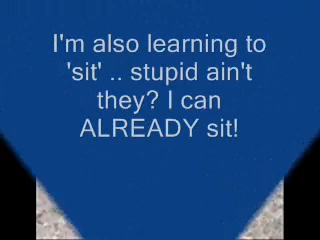 I'm also learning to
'sit' .. stupid ain't
they? I can
ALREADY sit!